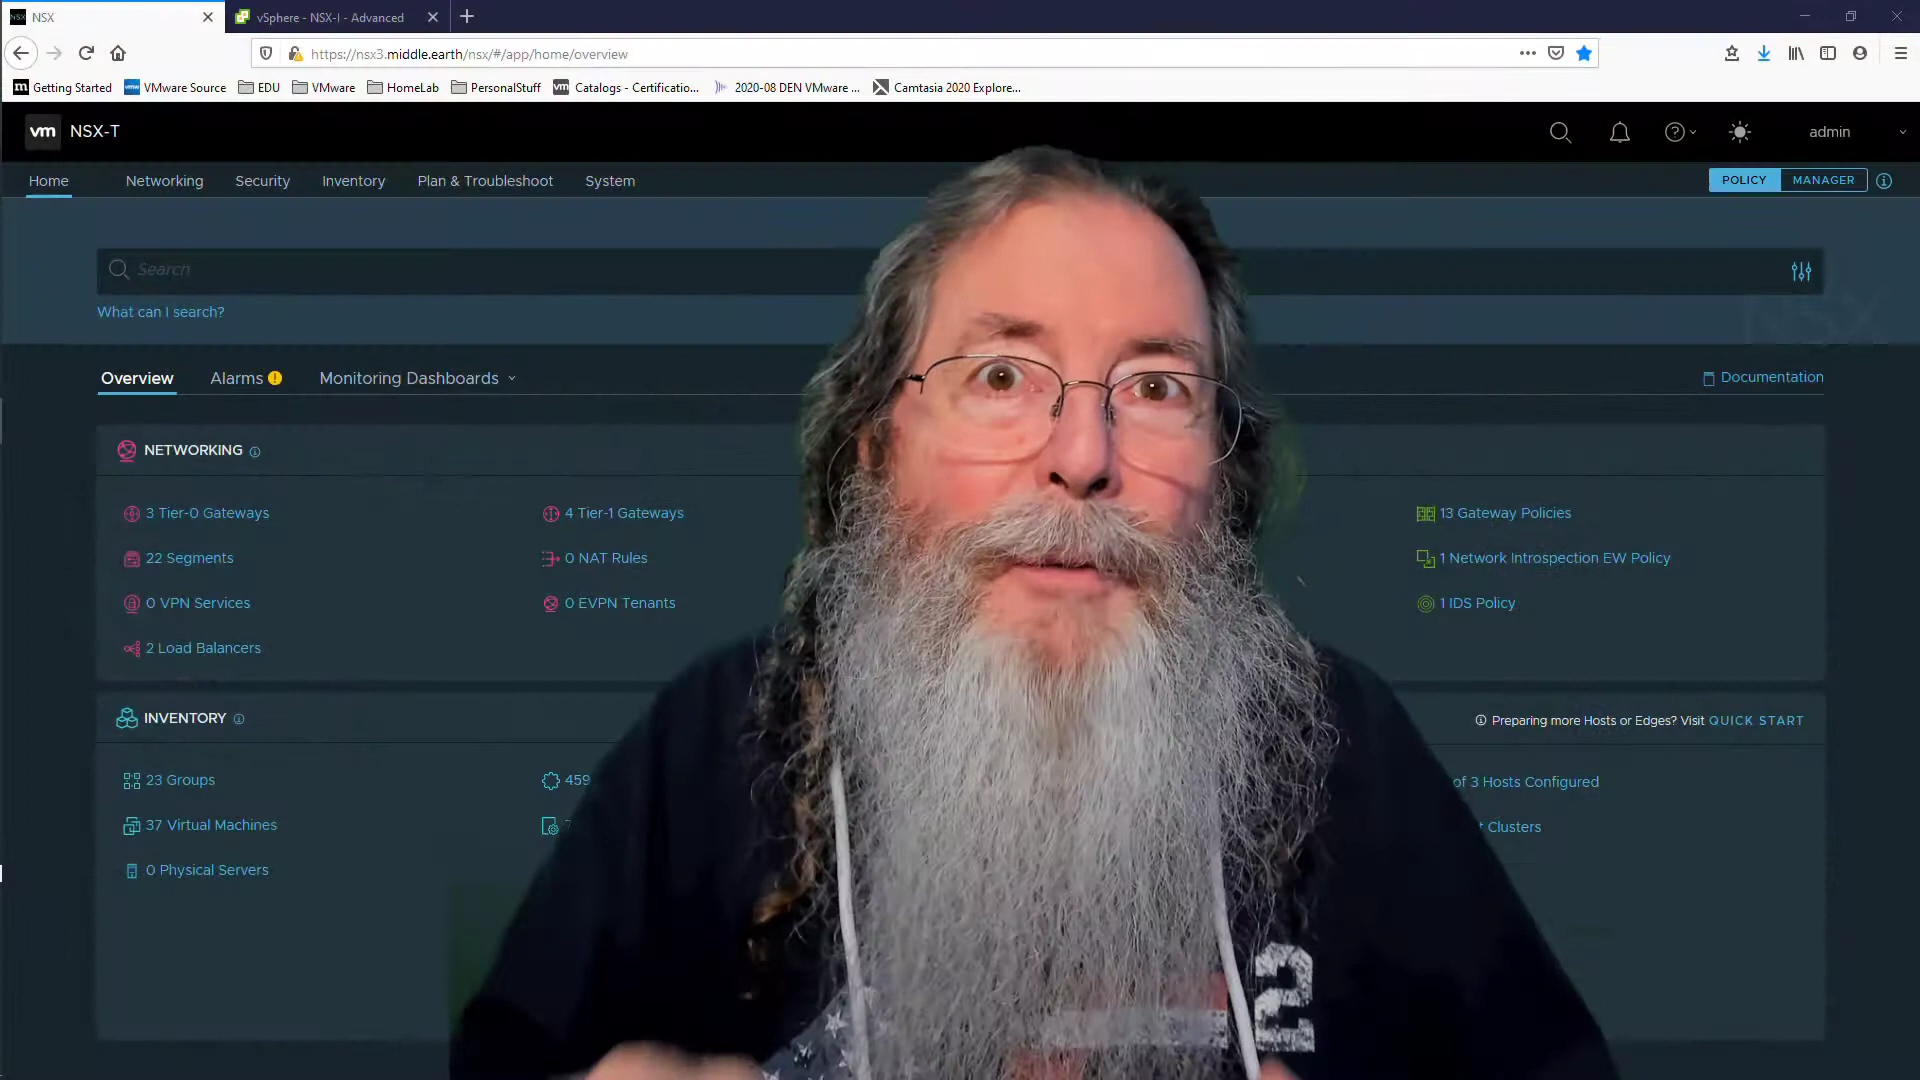 NSX
vSphere - NSX-I - Advanced
https://nsx3.middle.earth/nsx/#/app/home/overview
Getting Started
VMware Source
EDU
VMware
HomeLab
PersonalStuff
Catalogs - Certificatio...
2020-08 DEN VMware ...
Camtasia 2020 Explore...
vm NSX-T
admin
Home
Networking
Security
Inventory
Plan & Troubleshoot
System
POLICY
MANAGER
Search
What can I search?
NSX
Overview
Alarms
Monitoring Dashboards
Documentation
NETWORKING
3 Tier-0 Gateways
4 Tier-1 Gateways
13 Gateway Policies
22 Segments
0 NAT Rules
1 Network Introspection EW Policy
0 VPN Services
0 EVPN Tenants
1 IDS Policy
2 Load Balancers
INVENTORY
Preparing more Hosts or Edges? Visit QUICK START
23 Groups
459
of 3 Hosts Configured
37 Virtual Machines
7
Clusters
0 Physical Servers
2